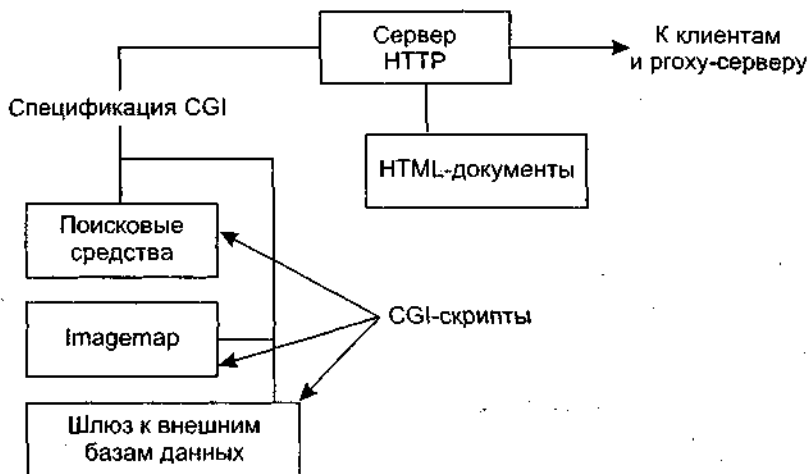 Сервер
HTTP
К клиентам
и proxy-серверу
Спецификация CGI
HTML-документы
Поисковые
средства
Imagemap
CGI-скрипты
Шлюз к внешним
базам данных